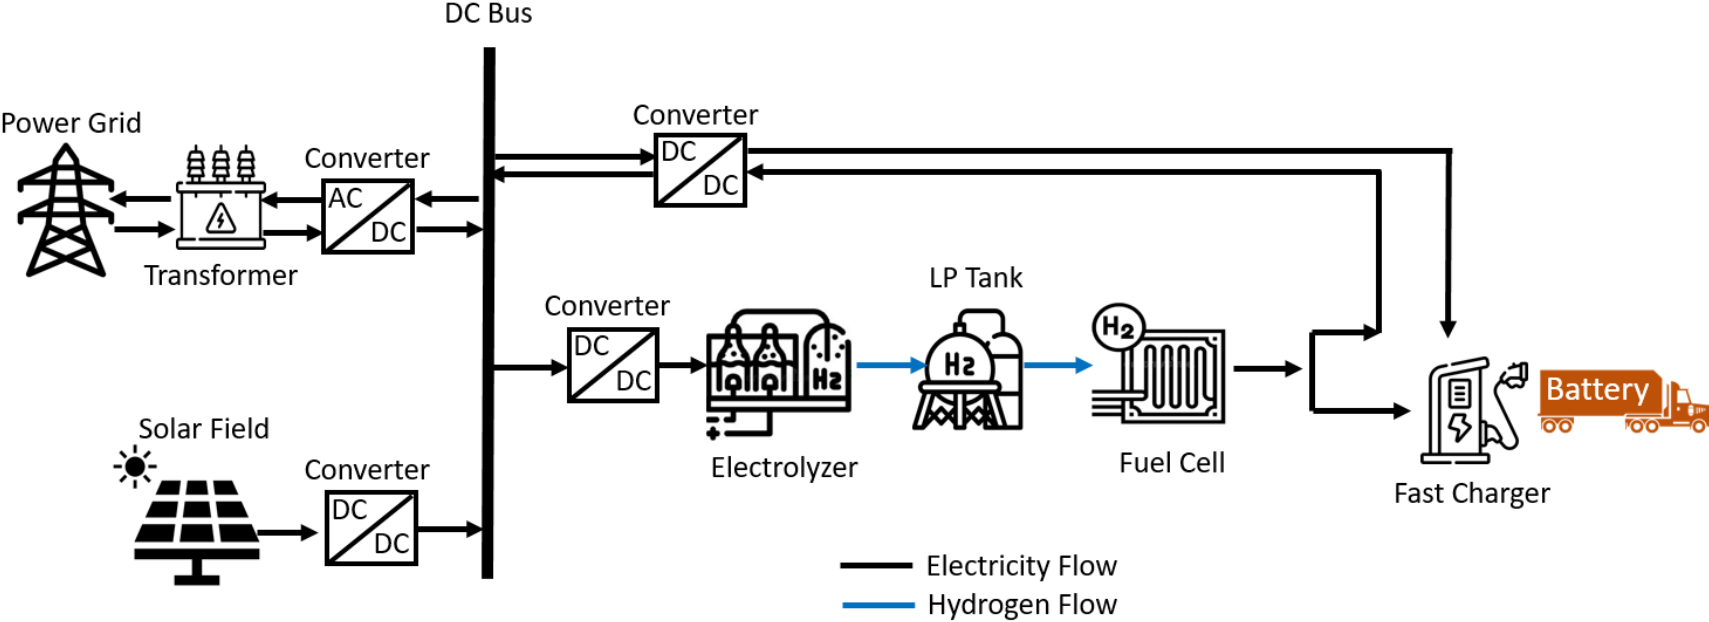 DC Bus
Power Grid
Converter
AC
DC
Transformer
Converter
DC
DC
Converter
DC
DC
Electrolyzer
H2
- +
LP Tank
H2
H2
Fuel Cell
Battery
Fast Charger
Solar Field
Converter
DC
DC
Electricity Flow
Hydrogen Flow